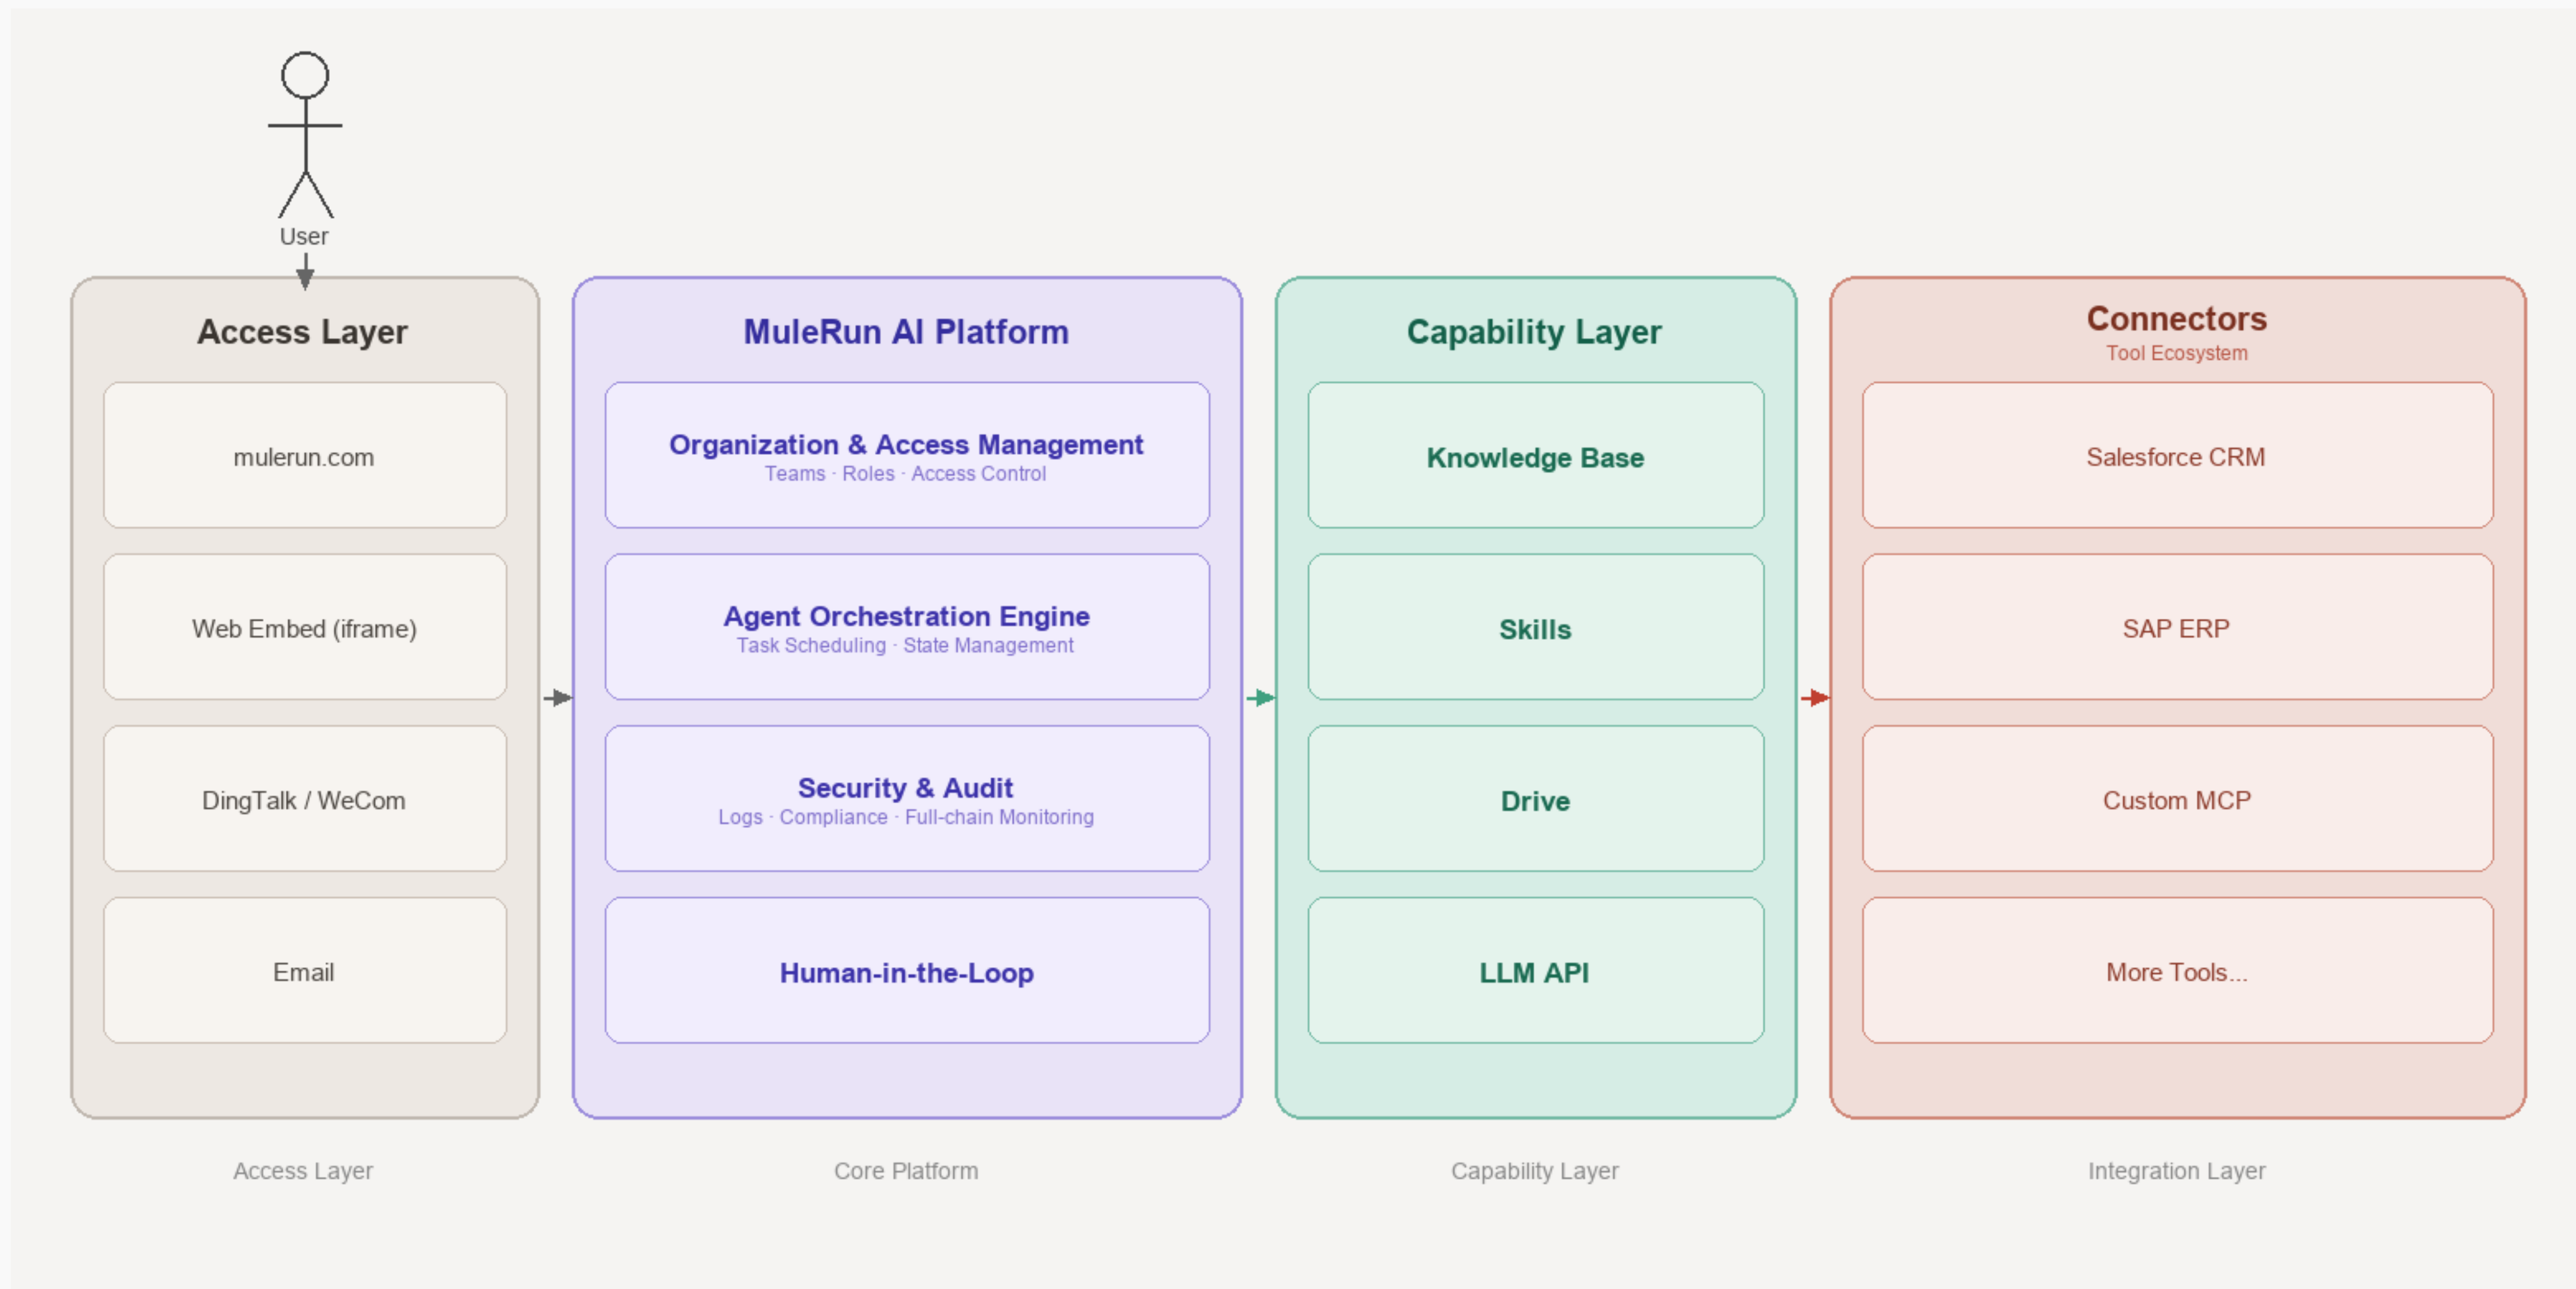 User
Access Layer
mulerun.com
Web Embed (iframe)
DingTalk / WeCom
Email
Access Layer
MuleRun AI Platform
Organization & Access Management
Teams · Roles · Access Control
Agent Orchestration Engine
Task Scheduling · State Management
Security & Audit
Logs · Compliance · Full-chain Monitoring
Human-in-the-Loop
Core Platform
Capability Layer
Knowledge Base
Skills
Drive
LLM API
Capability Layer
Connectors
Tool Ecosystem
Salesforce CRM
SAP ERP
Custom MCP
More Tools...
Integration Layer